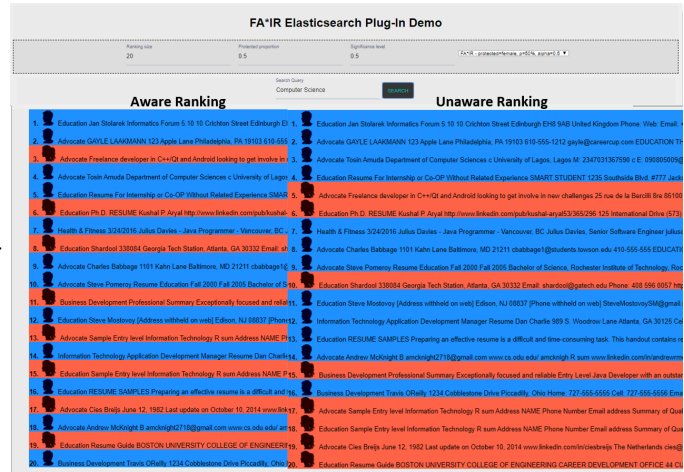 FA*IR Elasticsearch Plug-In Demo
Ranking size
20
Protected proportion
0.5
Significance level
0.5
FA*IR - protected=female, p=50%, alpha=0.5
Search Query
Computer Science
SEARCH
Aware Ranking
1. Education Jan Stolarek Informatics Forum 5.10 10 Crichton Street Edinburgh
2. Advocate GAYLE LAAKMANN 123 Apple Lane Philadelphia, PA 19103 610-555
3. Advocate Freelance developer in C++/Qt and Android looking to get involve in
4. Advocate Tosin Amuda Department of Computer Sciences c University of Lagos
5. Education Resume For Internship or Co-OP Without Related Experience SMAR
6. Education Ph.D. RESUME Kushal P. Aryal http://www.linkedin.com/pub/kushal-
7. Health & Fitness 3/24/2016 Julius Davies - Java Programmer - Vancouver, BC
8. Education Shardool 338084 Georgia Tech Station, Atlanta, GA 30332 Email: sh
9. Advocate Charles Babbage 1101 Kahn Lane Baltimore, MD 21211 cbabbage1@
10. Advocate Steve Pomeroy Resume Education Fall 2000 Fall 2005 Bachelor of S
11. Business Development Professional Summary Exceptionally focused and relia
12. Education Steve Mostovoy [Address withheld on web] Edison, NJ 08837 [Phone
13. Advocate Sample Entry level Information Technology R sum Address NAME P
14. Information Technology Application Development Manager Resume Dan Charlie
15. Education Sample Entry level Information Technology R sum Address NAME P
16. Education RESUME SAMPLES Preparing an effective resume is a difficult and
17. Advocate Cies Breijs June 12, 1982 Last update on October 10, 2014 www.link
18. Advocate Andrew McKnight B amcknight2718@gmail.com www.cs.odu.edu/ am
19. Education Resume Guide BOSTON UNIVERSITY COLLEGE OF ENGINEER
20. Business Development Travis OReilly 1234 Cobblestone Drive Piccadilly, Ohio
Unaware Ranking
1. Education Jan Stolarek Informatics Forum 5.10 10 Crichton Street Edinburgh EH8 9AB United Kingdom Phone: Web: Email:
2. Advocate GAYLE LAAKMANN 123 Apple Lane Philadelphia, PA 19103 610-555-1212 gayle@careercup.com EDUCATION TH
3. Advocate Tosin Amuda Department of Computer Sciences c University of Lagos, Lagos M: 2347031367590 c E. 090805009@
4. Education Resume For Internship or Co-OP Without Related Experience SMART STUDENT 1235 Southside Blvd. #777 Jacks
5. Advocate Freelance developer in C++/Qt and Android looking to get involve in new challenges 25 rue de la Bercilli 8re 86100
6. Education Ph.D. RESUME Kushal P. Aryal http://www.linkedin.com/pub/kushal-aryal/53/365/296 125 International Drive (573)
7. Health & Fitness 3/24/2016 Julius Davies - Java Programmer - Vancouver, BC Julius Davies, Senior Software Engineer julius
8. Advocate Charles Babbage 1101 Kahn Lane Baltimore, MD 21211 cbabbage1@students.towson.edu 410-555-555 EDUCATI
9. Advocate Steve Pomeroy Resume Education Fall 2000 Fall 2005 Bachelor of Science, Rochester Institute of Technology, Roc
10. Education Shardool 338084 Georgia Tech Station, Atlanta, GA 30332 Email: shardool@gatech.edu Phone: 408 596 0057 http
11. Education Steve Mostovoy [Address withheld on web] Edison, NJ 08837 [Phone withheld on web] SteveMostovoySM@gmail
12. Information Technology Application Development Manager Resume Dan Charlie 989 S. Woodrow Lane Atlanta, GA 30125 Cel
13. Education RESUME SAMPLES Preparing an effective resume is a difficult and time-consuming task. This handout contains re
14. Advocate Andrew McKnight B amcknight2718@gmail.com www.cs.odu.edu/ amcknight R sum www.linkedin.com/in/andrewm
15. Business Development Professional Summary Exceptionally focused and reliable Entry Level Java Developer with an outstar
16. Business Development Travis OReilly 1234 Cobblestone Drive Piccadilly, Ohio Home: 727-555-5555 Cell: 727-555-5556 Ema
17. Advocate Sample Entry level Information Technology R sum Address NAME Phone Number Email address Summary of Qual
18. Education Sample Entry level Information Technology R sum Address NAME Phone Number Email address Summary of Qual
19. Advocate Cies Breijs June 12, 1982 Last update on October 10, 2014 www.linkedin.com/in/ciesbreijs The Netherlands cies@
20. Education Resume Guide BOSTON UNIVERSITY COLLEGE OF ENGINEERING CAREER DEVELOPMENT OFFICE 44 CU